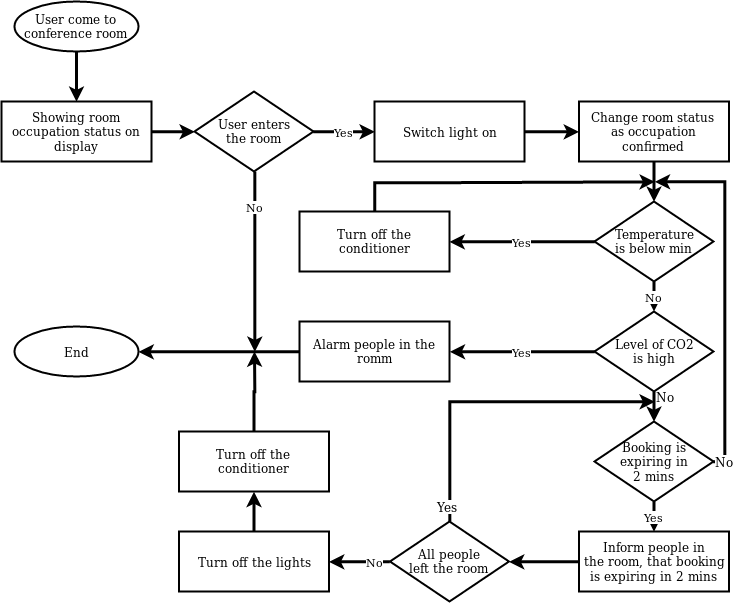 User come to
conference room
Showing room
occupation status on
display
User enters
the room
Yes
Switch light on
Change room status
as occupation
confirmed
No
Turn off the
conditioner
Yes
Temperature
is below min
No
End
Alarm people in the
romm
Yes
Level of CO2
is high
No
Booking is
expiring in
2 mins
No
Yes
Turn off the
conditioner
Yes
Turn off the lights
No
All people
left the room
Inform people in
the room, that booking
is expiring in 2 mins